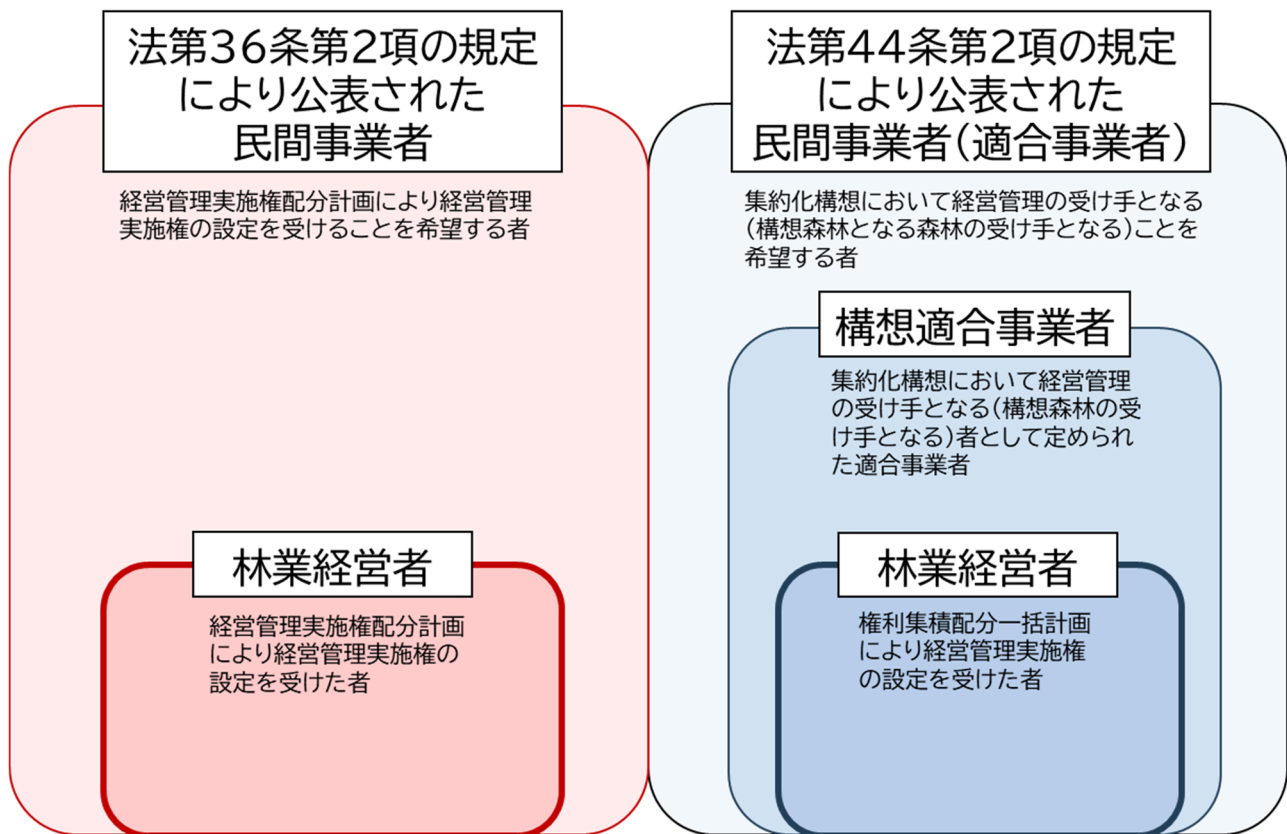 法第36条第2項の規定
により公表された
民間事業者
経営管理実施権配分計画により経営管理
実施権の設定を受けることを希望する者
林業経営者
経営管理実施権配分計画
により経営管理実施権の
設定を受けた者
法第44条第2項の規定
により公表された
民間事業者(適合事業者)
集約化構想において経営管理の受け手となる
(構想森林となる森林の受け手となる)ことを
希望する者
構想適合事業者
集約化構想において経営管理
の受け手となる(構想森林の受
け手となる)者として定められ
た適合事業者
林業経営者
権利集積配分一括計画
により経営管理実施権
の設定を受けた者